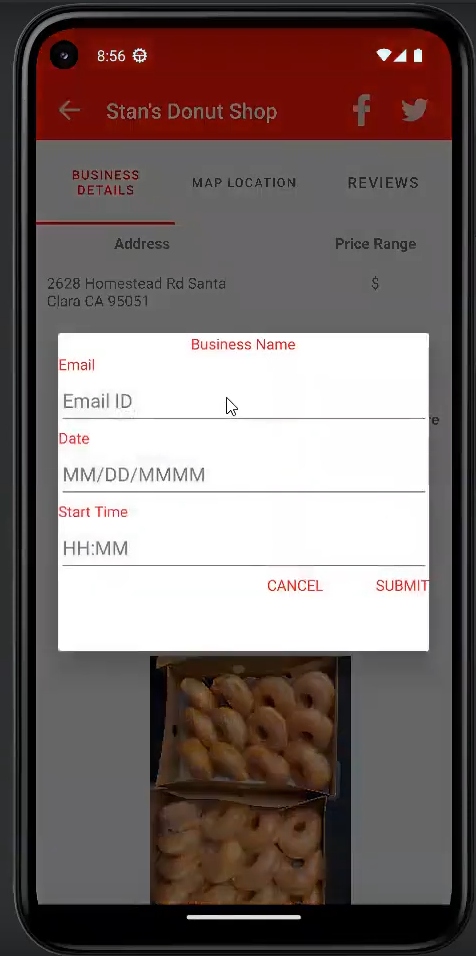 8:56
Stan's Donut Shop
BUSINESS
DETAILS
MAP LOCATION
REVIEWS
Address
Price Range
2628 Homestead Rd Santa
Clara CA 95051
$
Business Name
Email
Email ID
Date
MM/DD/MMMM
Start Time
HH:MM
CANCEL
SUBMIT